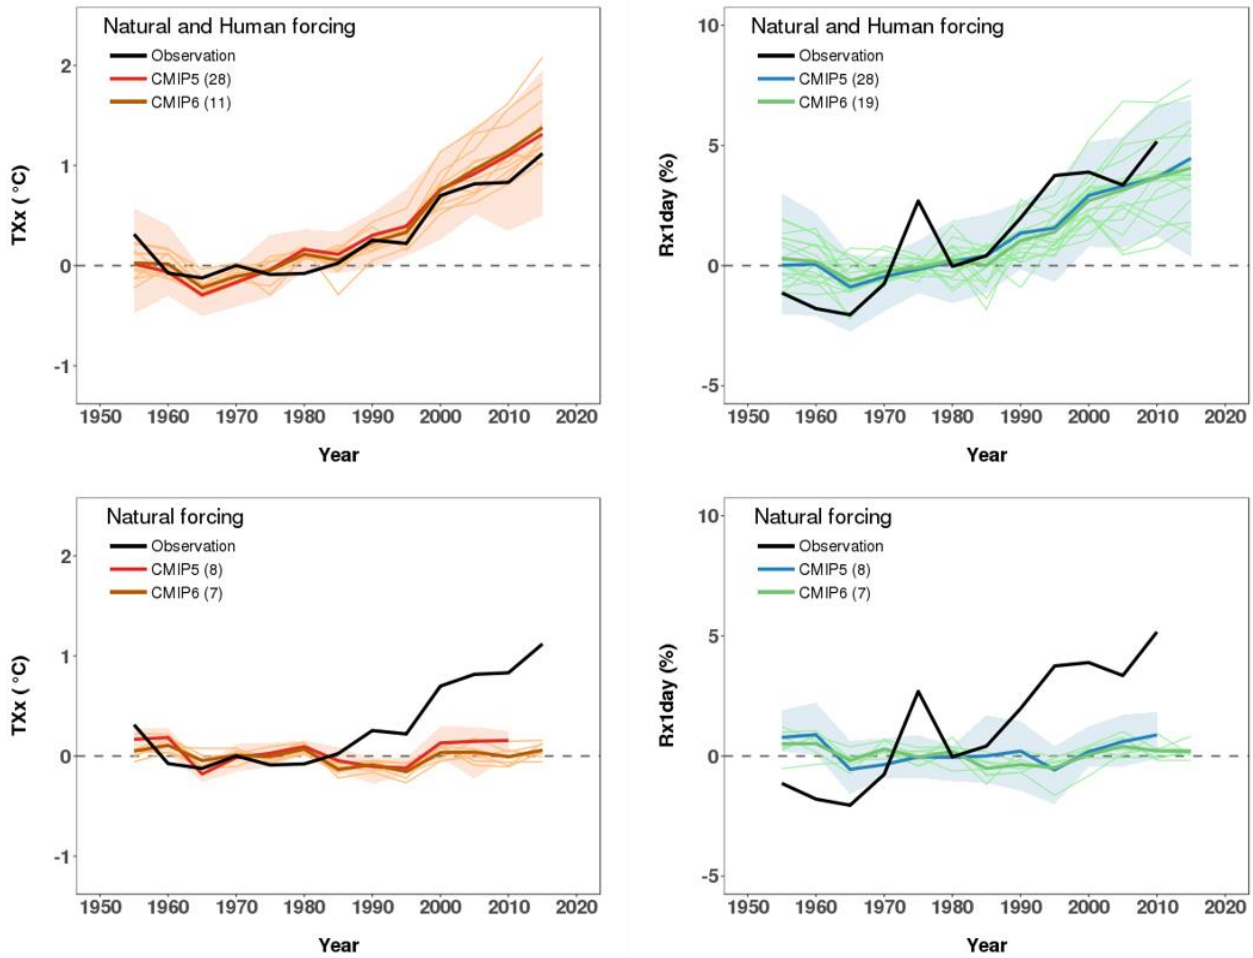 Natural and Human forcing
Observation
CMIP5 (28)
CMIP6 (11)
TXx ( °C)
2
1
0
-1
1950 1960 1970 1980 1990 2000 2010 2020
Year
Natural and Human forcing
Observation
CMIP5 (28)
CMIP6 (19)
Rx1day (%)
10
5
0
-5
1950 1960 1970 1980 1990 2000 2010 2020
Year
Natural forcing
Observation
CMIP5 (8)
CMIP6 (7)
TXx ( °C)
2
1
0
-1
1950 1960 1970 1980 1990 2000 2010 2020
Year
Natural forcing
Observation
CMIP5 (8)
CMIP6 (7)
Rx1day (%)
10
5
0
-5
1950 1960 1970 1980 1990 2000 2010 2020
Year